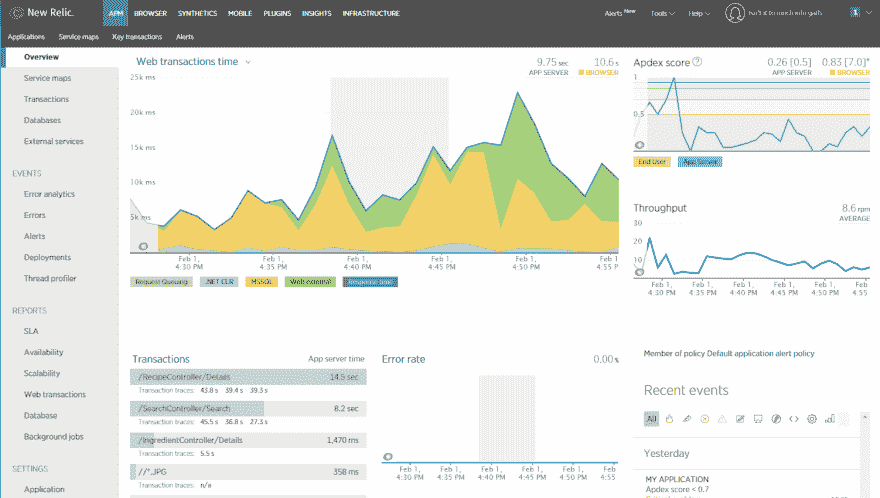 New Relic.
APM BROWSER SYNTHETICS MOBILE PLUGINS INSIGHTS INFRASTRUCTURE
Alerts New Tools Help
1
Applications Service maps Key transactions Alerts
Overview
Service maps
Transactions
Databases
External services
EVENTS
Error analytics
Errors
Alerts
Deployments
Thread profiler
REPORTS
SLA
Availability
Scalability
Web transactions
Database
Background jobs
SETTINGS
Application
Web transactions time
9.75 sec
APP SERVER
10.6 s
BROWSER
25k ms
20k ms
15k ms
10k ms
5k ms
Feb 1, 4:30 PM
Feb 1, 4:35 PM
Feb 1, 4:40 PM
Feb 1, 4:45 PM
Feb 1, 4:50 PM
Feb 1, 4:55 P
Request Queuing .NET CLR MSSQL Web external Response time
Apdex score
0.26 [0.5]
APP SERVER
0.83 [7.0]*
BROWSER
1
0.5
End User App server
Throughput
8.6 rpm
AVERAGE
30
20
10
Feb 1, 4:30 PM
Feb 1, 4:35 PM
Feb 1, 4:40 PM
Feb 1, 4:45 PM
Feb 1, 4:50 PM
Feb 4:55
Transactions App server time
/RecipeController/Details 14.5 sec
Transaction traces: 43.8 s 39.4 s 39.3 s
/SearchController/Search 8.2 sec
Transaction traces: 45.5 s 36.8 s 27.3 s
/IngredientController/Details 1,470 ms
Transaction traces: 5.5 s
//*.JPG 358 ms
Transaction traces: n/a
Error rate 0.00 %
Feb 1, 4:30 PM
Feb 1, 4:35 PM
Feb 1, 4:40 PM
Feb 1, 4:45 PM
Feb 1, 4:50 PM
Feb 1, 4:55 P
Member of policy Default application alert policy
Recent events
All
Yesterday
MY APPLICATION
Apdex score < 0.7